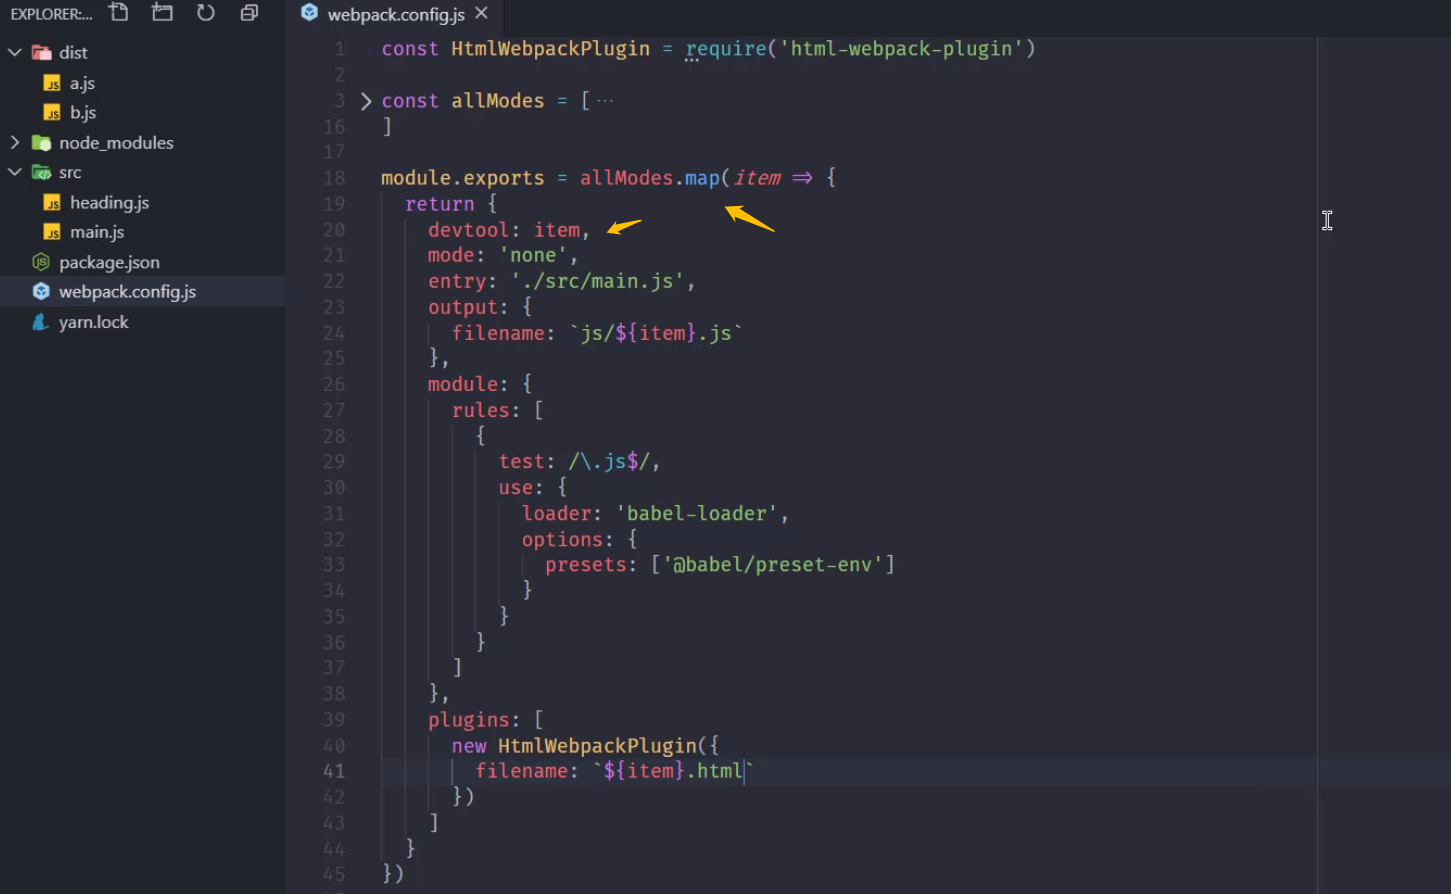 EXPLORER:...
dist
a.js
b.js
node_modules
src
heading.js
main.js
package.json
webpack.config.js
yarn.lock
webpack.config.js
1 const HtmlWebpackPlugin = require('html-webpack-plugin')
2
3 const allModes = [ ···
16 ]
17
18 module.exports = allModes.map(item => {
19 return {
20 devtool: item,
21 mode: 'none',
22 entry: './src/main.js',
23 output: {
24 filename: `js/${item}.js`
25 },
26 module: {
27 rules: [
28 {
29 test: /\.js$/,
30 use: {
31 loader: 'babel-loader',
32 options: {
33 presets: ['@babel/preset-env']
34 }
35 }
36 }
37 ]
38 },
39 plugins: [
40 new HtmlWebpackPlugin({
41 filename: `${item}.html`
42 })
43 ]
44 }
45 })